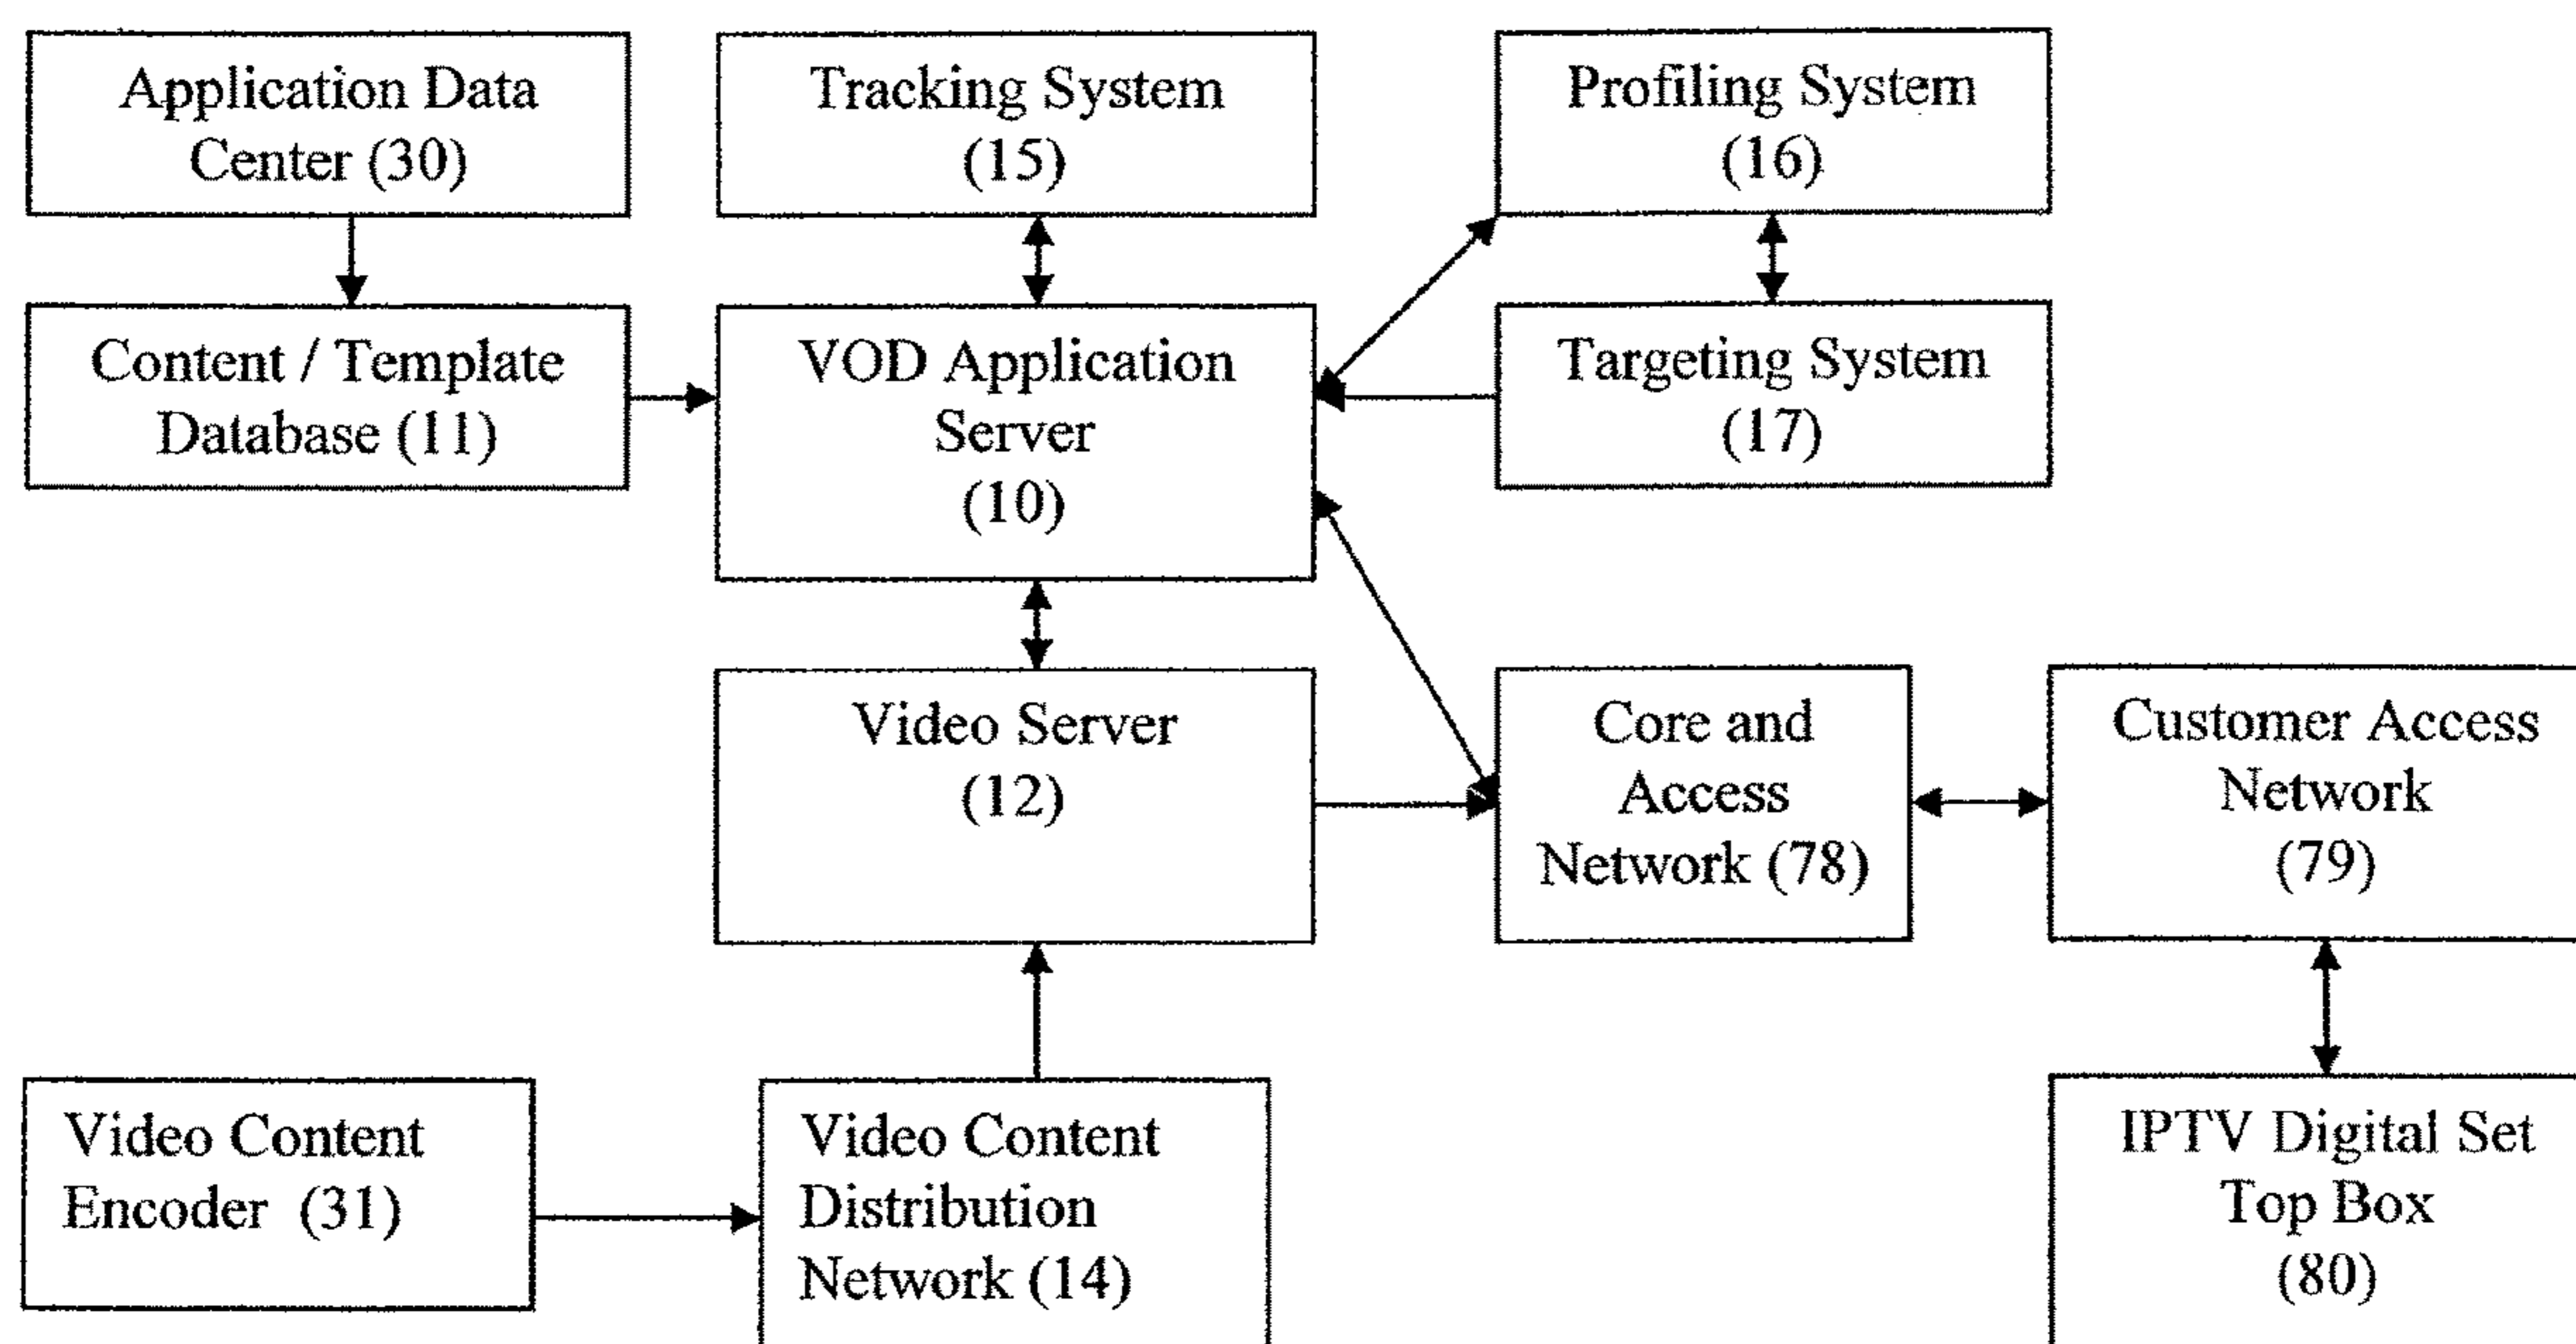 Application Data
Center (30)
Tracking System
(15)
Profiling System
(16)
Content / Template
Database (11)
VOD Application
Server
(10)
Targeting System
(17)
Video Server
(12)
Core and
Access
Network (78)
Customer Access
Network
(79)
Video Content
Encoder (31)
Video Content
Distribution
Network (14)
IPTV Digital Set
Top Box
(80)